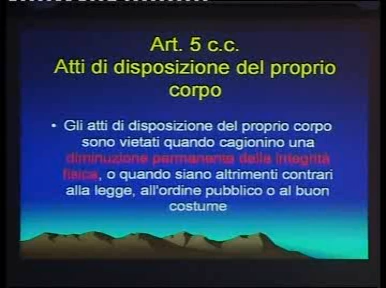 Art. 5 c.c.
Atti di disposizione del proprio
corpo
• Gli atti di disposizione del proprio corpo
sono vietati quando cagionino una
diminuzione permanente della integrità
fisica, o quando siano altrimenti contrari
alla legge, all'ordine pubblico o al buon
costume